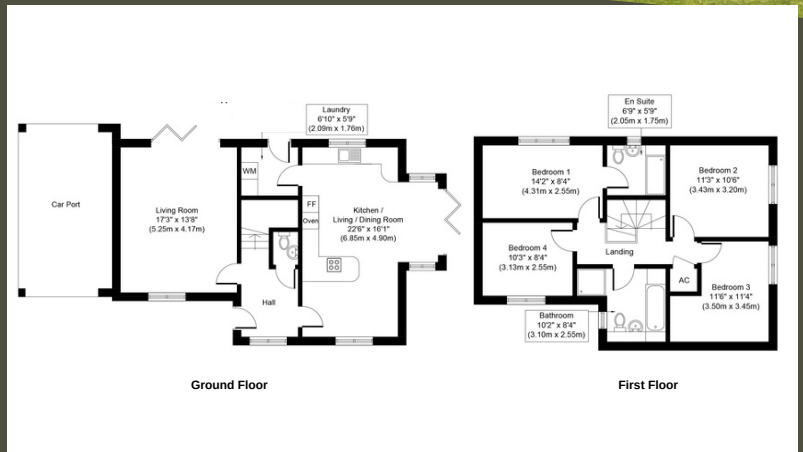 Laundry
6'10" x 5'9"
(2.09m x 1.76m)
WM
Car Port
Living Room
17'3" x 13'8"
(5.25m x 4.17m)
FF
Oven
Kitchen /
Living / Dining Room
22'6" x 16'1"
(6.85m x 4.90m)
Hall
Ground Floor
En Suite
6'9" x 5'9"
(2.05m x 1.75m)
Bedroom 1
14'2" x 8'4"
(4.31m x 2.55m)
Bedroom 2
11'3" x 10'6"
(3.43m x 3.20m)
Bedroom 4
10'3" x 8'4"
(3.13m x 2.55m)
Landing
AC
Bedroom 3
11'6" x 11'4"
(3.50m x 3.45m)
Bathroom
10'2" x 8'4"
(3.10m x 2.55m)
First Floor